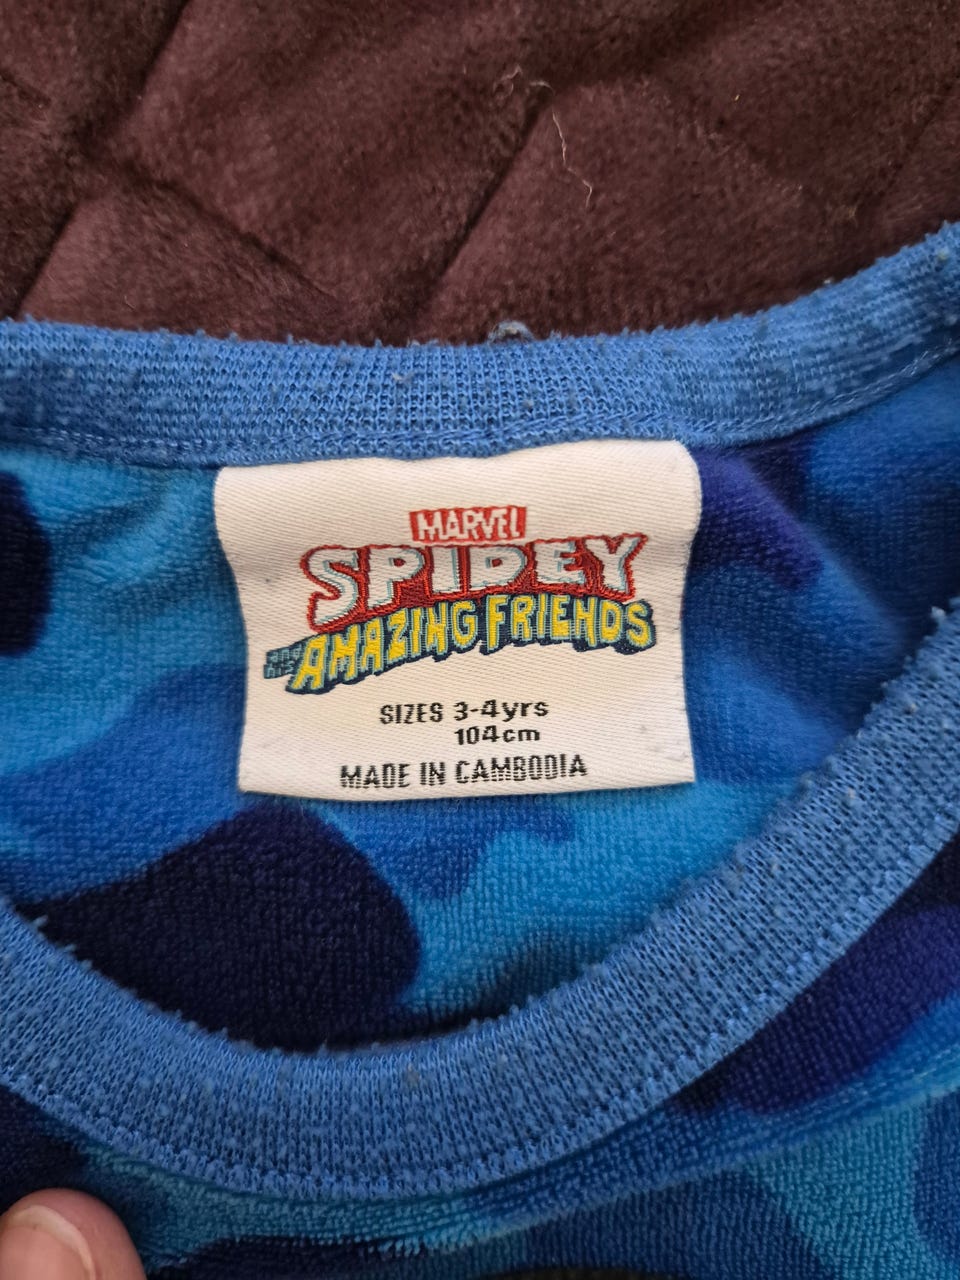 MARVEL
SPIDEY
AND HIS AMAZING FRIENDS
SIZES 3-4yrs
104cm
MADE IN CAMBODIA